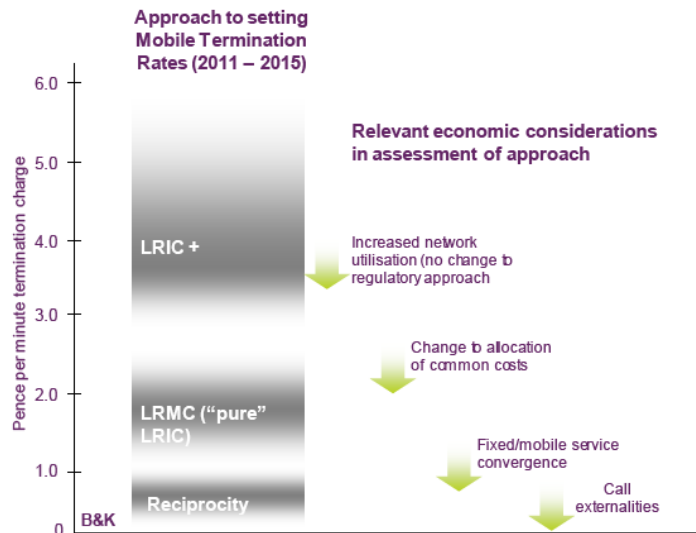 Approach to setting
Mobile Termination
Rates (2011 – 2015)
Pence per minute termination charge
6.0
5.0
4.0
3.0
2.0
1.0
0
Relevant economic considerations
in assessment of approach
LRIC +
Increased network
utilisation (no change to
regulatory approach
Change to allocation
of common costs
LRMC ("pure"
LRIC)
Fixed/mobile service
convergence
Reciprocity
Call
externalities
B&K